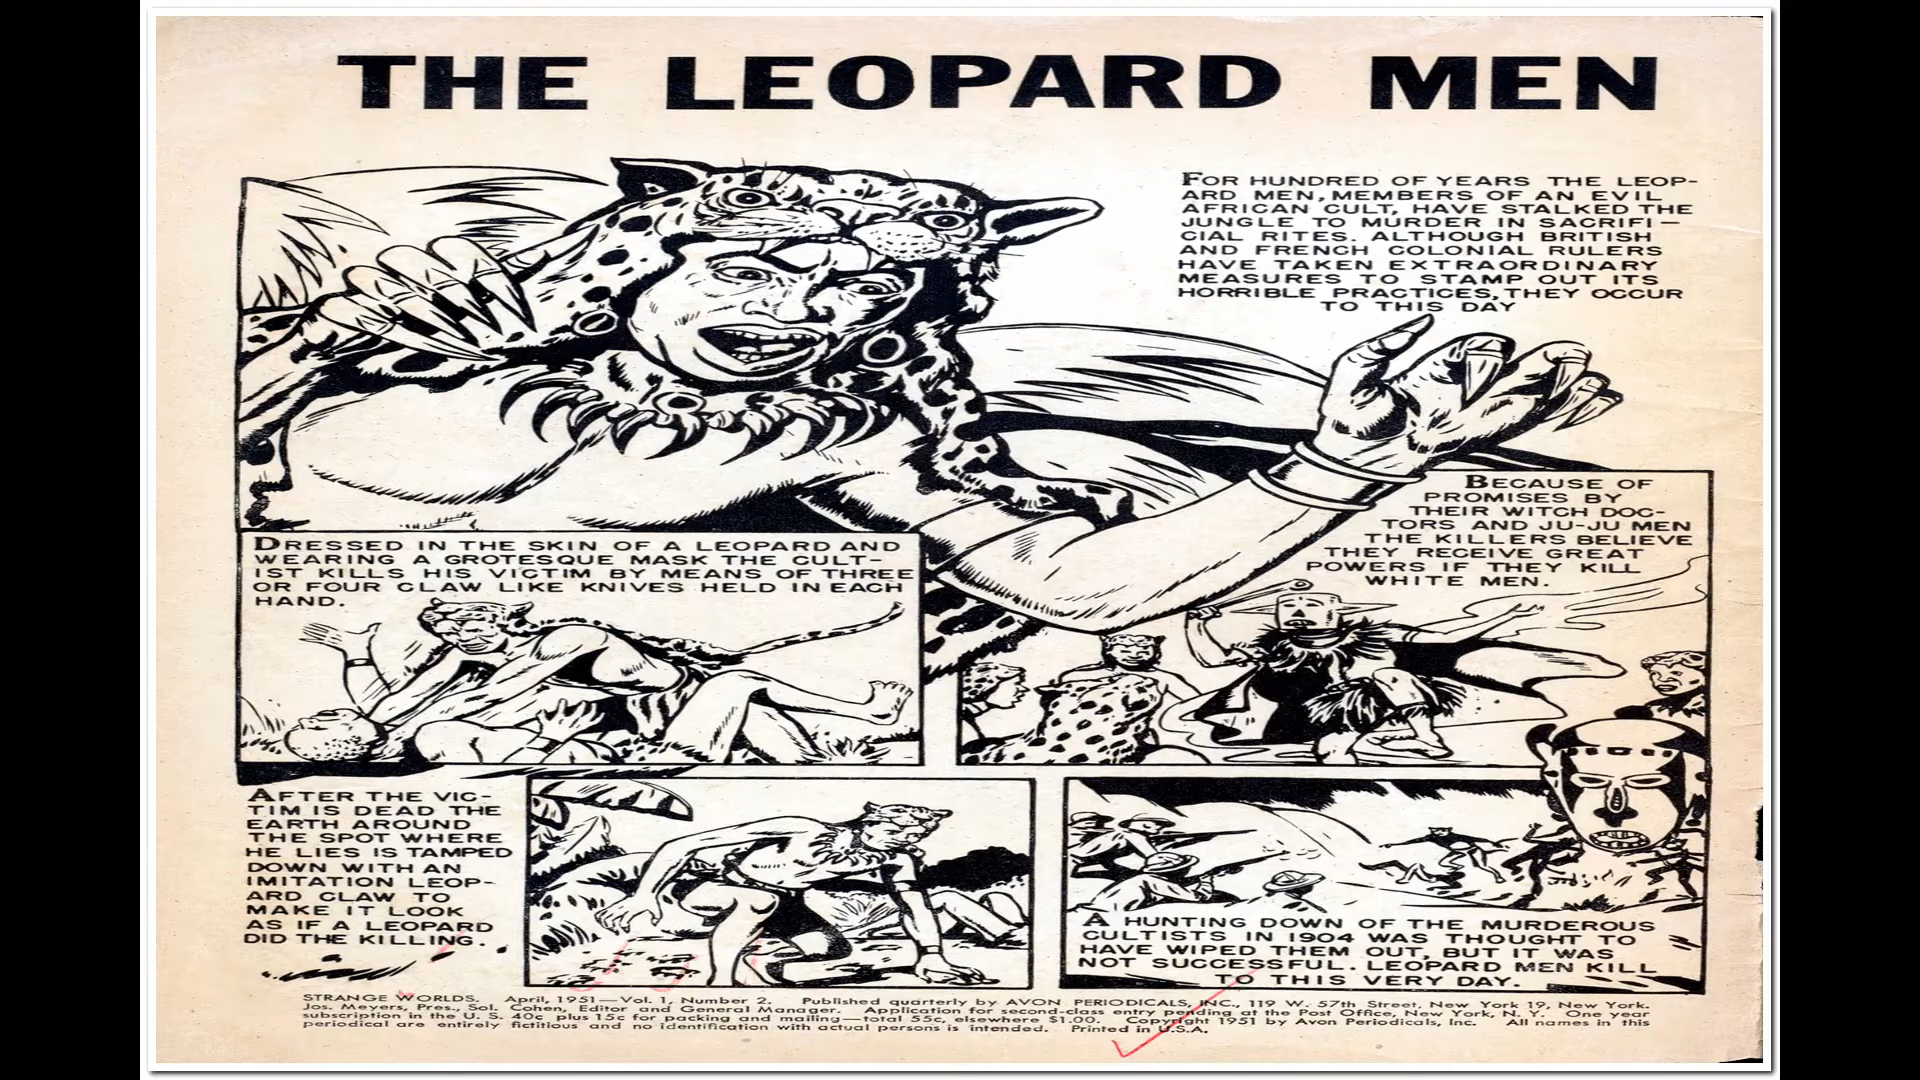 THE LEOPARD MEN
FOR HUNDRED OF YEARS THE LEOP-
ARD MEN, MEMBERS OF AN EVIL
AFRICAN CULT, HAVE STALKED THE
JUNGLE TO MURDER IN SACRIFI-
CIAL RITES. ALTHOUGH BRITISH
AND FRENCH COLONIAL RULERS
HAVE TAKEN EXTRAORDINARY
MEASURES TO STAMP OUT ITS
HORRIBLE PRACTICES, THEY OCCUR
TO THIS DAY
DRESSED IN THE SKIN OF A LEOPARD AND
WEARING A GROTESQUE MASK THE CULT-
IST KILLS HIS VICTIM BY MEANS OF THREE
OR FOUR CLAW LIKE KNIVES HELD IN EACH
HAND.
BECAUSE OF
PROMISES BY
THEIR WITCH DOC-
TORS AND JU-JU MEN
THE KILLERS BELIEVE
THEY RECEIVE GREAT
POWERS IF THEY KILL
WHITE MEN.
AFTER THE VIC-
TIM IS DEAD THE
EARTH AROUND
THE SPOT WHERE
HE LIES IS TAMPED
DOWN WITH AN
IMITATION LEOP-
ARD CLAW TO
MAKE IT LOOK
AS IF A LEOPARD
DID THE KILLING.
A HUNTING DOWN OF THE MURDEROUS
CULTISTS IN 1904 WAS THOUGHT TO
HAVE WIPED THEM OUT, BUT IT WAS
NOT SUCCESSFUL. LEOPARD MEN KILL
TO THIS VERY DAY.
STRANGE WORLDS. April, 1951—Vol. 1, Number 2. Published quarterly by AVON PERIODICALS, INC., 119 W. 57th Street, New York 19, New York.
Jos. Meyers, Pres., Sol. Cohen, Editor and General Manager. Application for second-class entry pending at the Post Office, New York, N. Y. One year
subscription in the U. S. 40c plus 15c for packing and mailing—total 55c, elsewhere $1.00. Copyright 1951 by Avon Periodicals, Inc. All names in this
periodical are entirely fictitious and no identification with actual persons is intended. Printed in U.S.A.